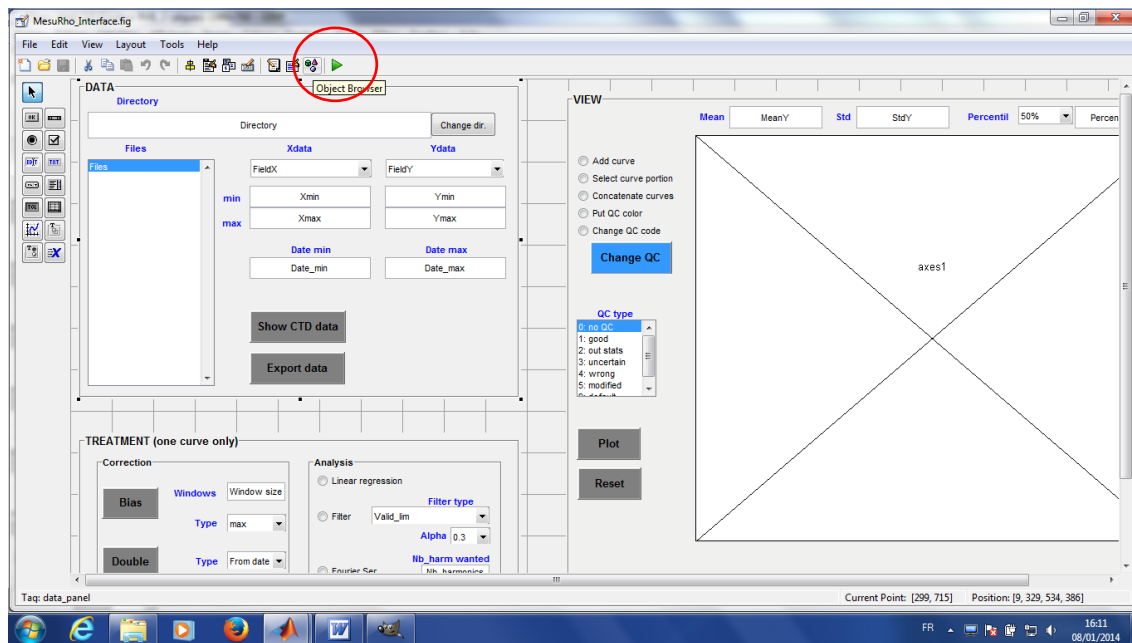 MesuRho_Interface.fig
File Edit View Layout Tools Help
Object Browser
DATA
Directory
Directory
Change dir.
Files
Xdata
Ydata
Files
FieldX
FieldY
min
Xmin
Ymin
max
Xmax
Ymax
Date min
Date max
Date_min
Date_max
Show CTD data
Export data
TREATMENT (one curve only)
Correction
Bias
Windows
Window size
Type
max
Double
Type
From date
Analysis
Linear regression
Filter type
Filter
Valid_lim
Alpha
0.3
Nb_harm wanted
Fourier Ser
Nb_harmonics
VIEW
Mean
MeanY
Std
StdY
Percentil
50%
Percen
Add curve
Select curve portion
Concatenate curves
Put QC color
Change QC code
Change QC
axes1
QC type
0: no QC
1: good
2: out stats
3: uncertain
4: wrong
5: modified
9: default
Plot
Reset
Tag: data_panel
Current Point: [299, 715]
Position: [9, 329, 534, 386]
FR
16:11
08/01/2014